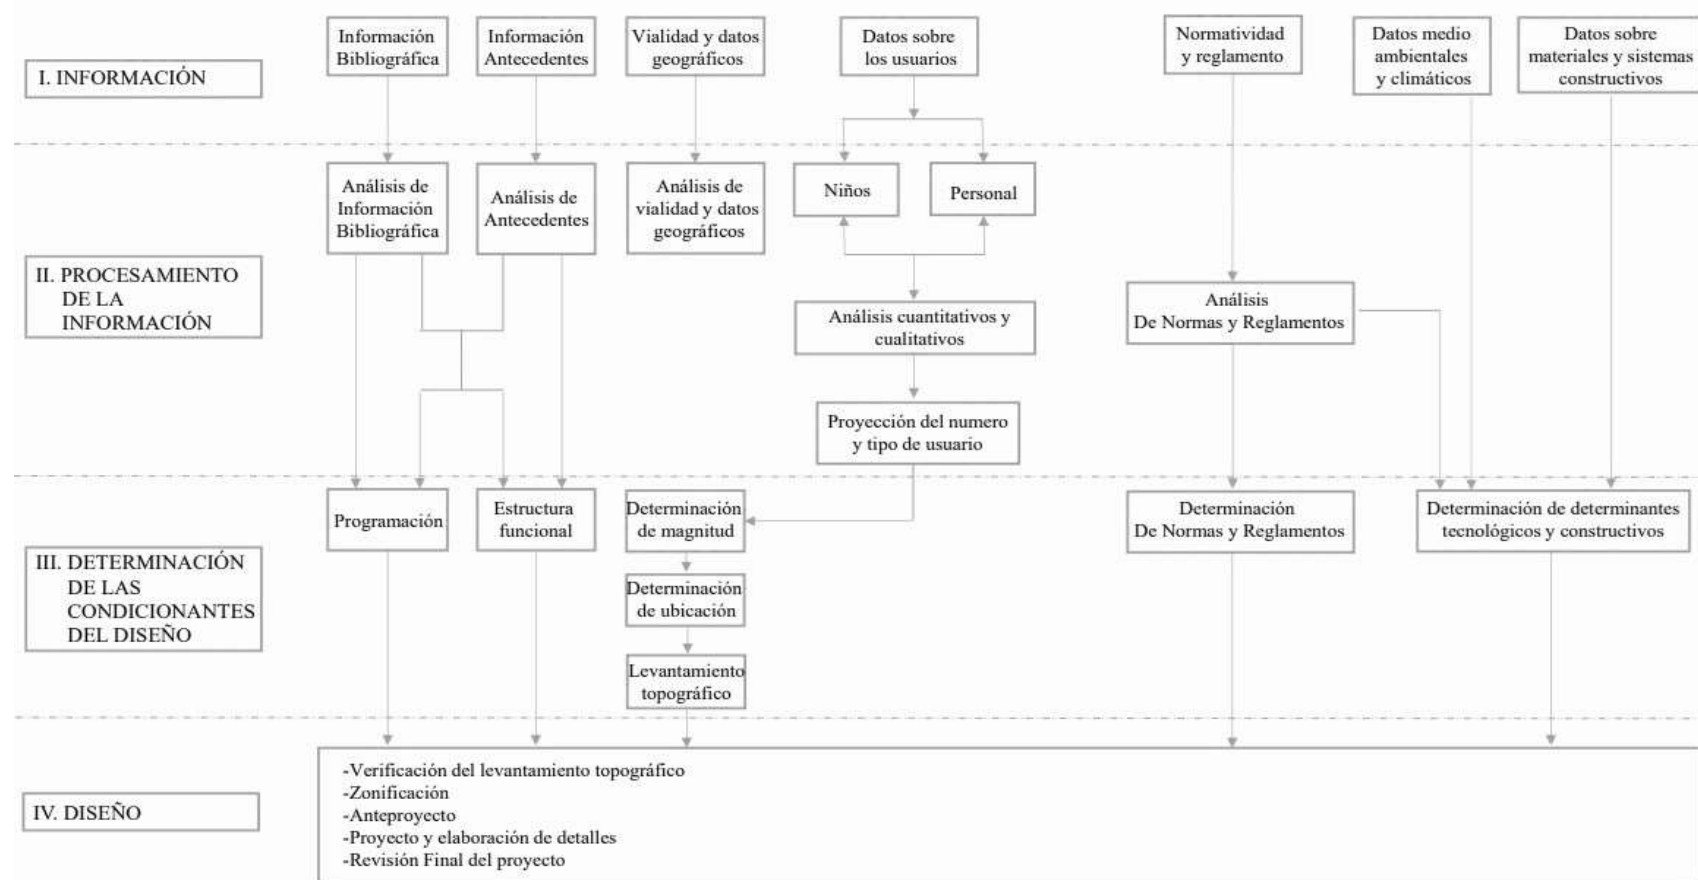 I. INFORMACIÓN
Información
Bibliográfica
Información
Antecedentes
Vialidad y datos
geográficos
Datos sobre
los usuarios
Normatividad
y reglamento
Datos medio
ambientales
y climáticos
Datos sobre
materiales y sistemas
constructivos
II. PROCESAMIENTO
DE LA
INFORMACIÓN
Análisis de
Información
Bibliográfica
Análisis de
Antecedentes
Análisis de
vialidad y datos
geográficos
Niños
Personal
Análisis cuantitativos y
cualitativos
Proyección del numero
y tipo de usuario
Análisis
De Normas y Reglamentos
III. DETERMINACIÓN
DE LAS
CONDICIONANTES
DEL DISEÑO
Programación
Estructura
funcional
Determinación
de magnitud
Determinación
de ubicación
Levantamiento
topográfico
Determinación
De Normas y Reglamentos
Determinación de determinantes
tecnológicos y constructivos
IV. DISEÑO
-Verificación del levantamiento topográfico
-Zonificación
-Anteproyecto
-Proyecto y elaboración de detalles
-Revisión Final del proyecto